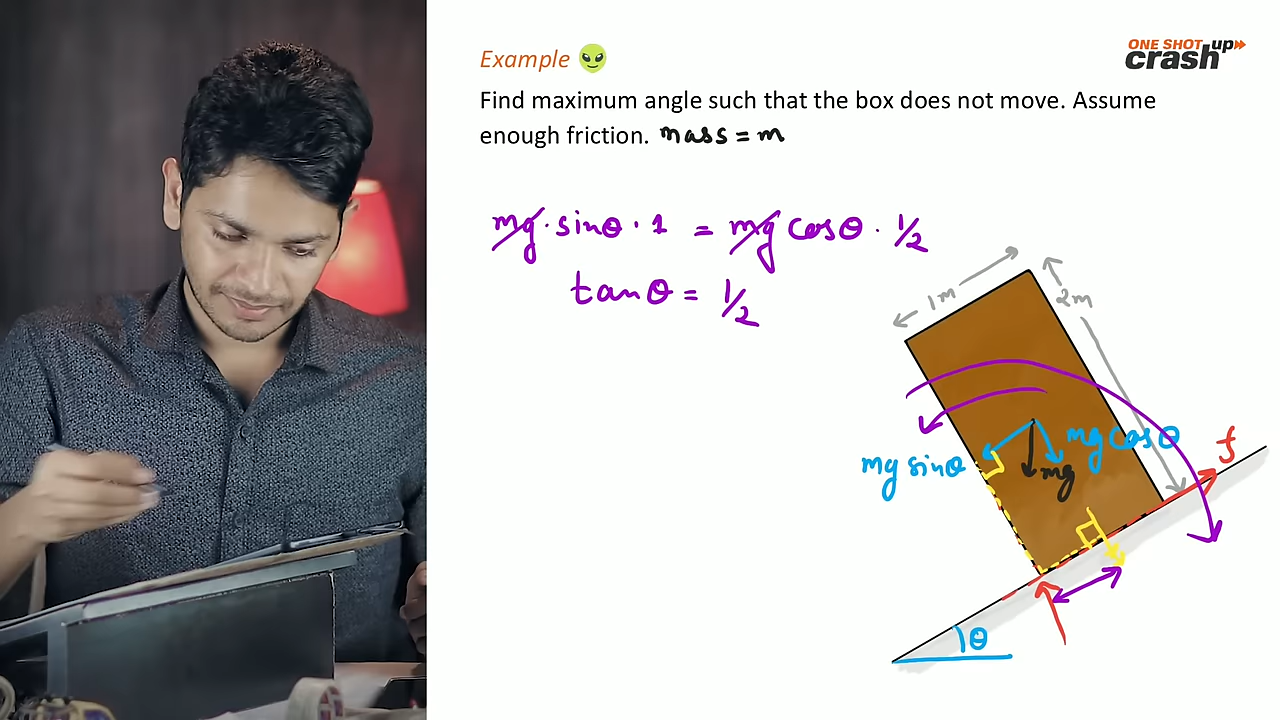 Example 👽
ONE SHOT
crash up
Find maximum angle such that the box does not move. Assume
enough friction. mass = m
mg·sinθ·1 = mg cosθ·1/2
tanθ = 1/2
1m
2m
mg cosθ
mg sinθ
mg
f
θ